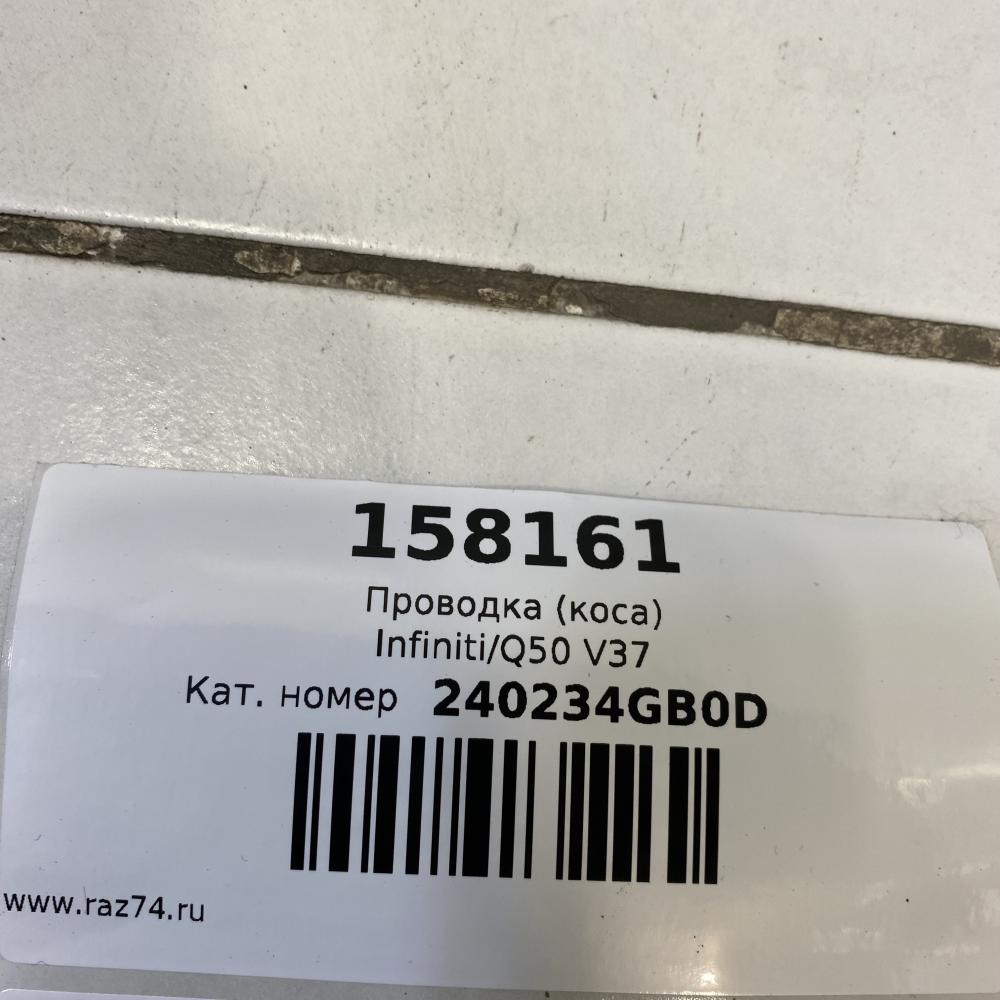 158161
Проводка (коса)
Infiniti/Q50 V37
Кат. номер 240234GB0D
www.raz74.ru